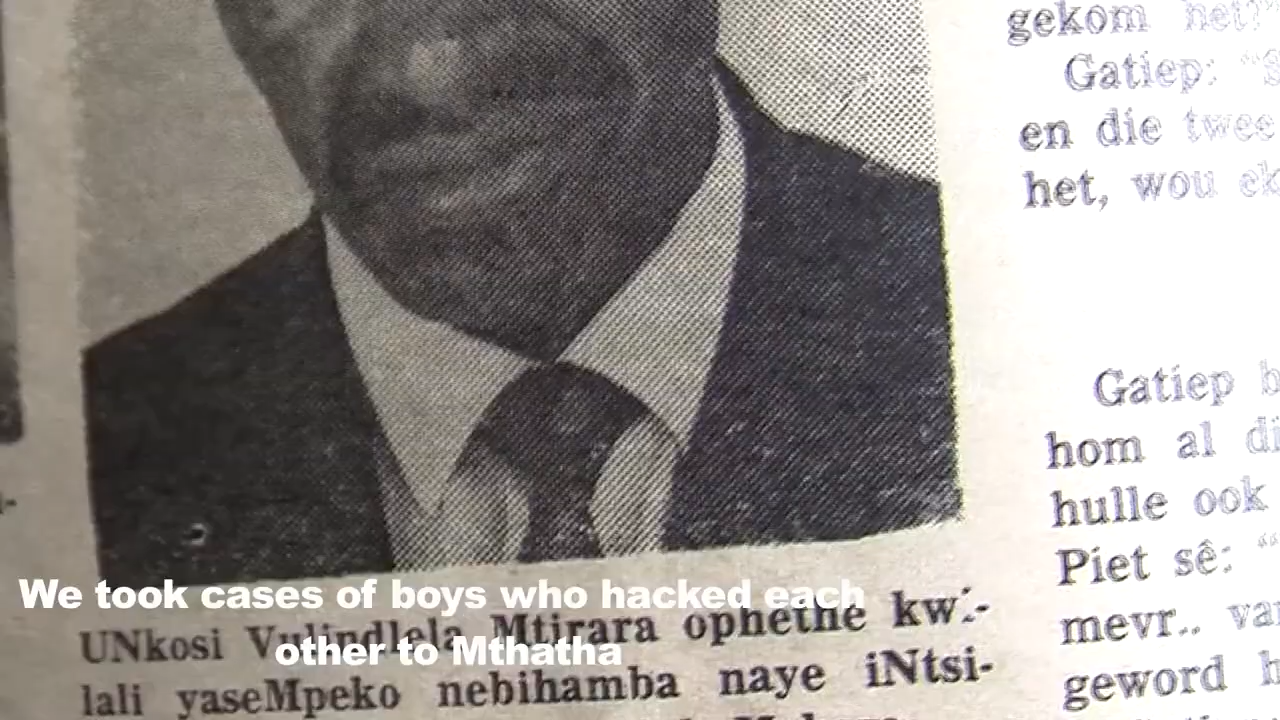 gekom het?"
Gatiep:
en die twee
het, wou ek
Gatiep
hom al
hulle ook
Piet sê: "
mevr..
geword
We took cases of boys who hacked each
other to Mthatha
UNkosi Vulindlela Mtirara ophethe
lali yaseMpeko nebihamba naye iNtsi-